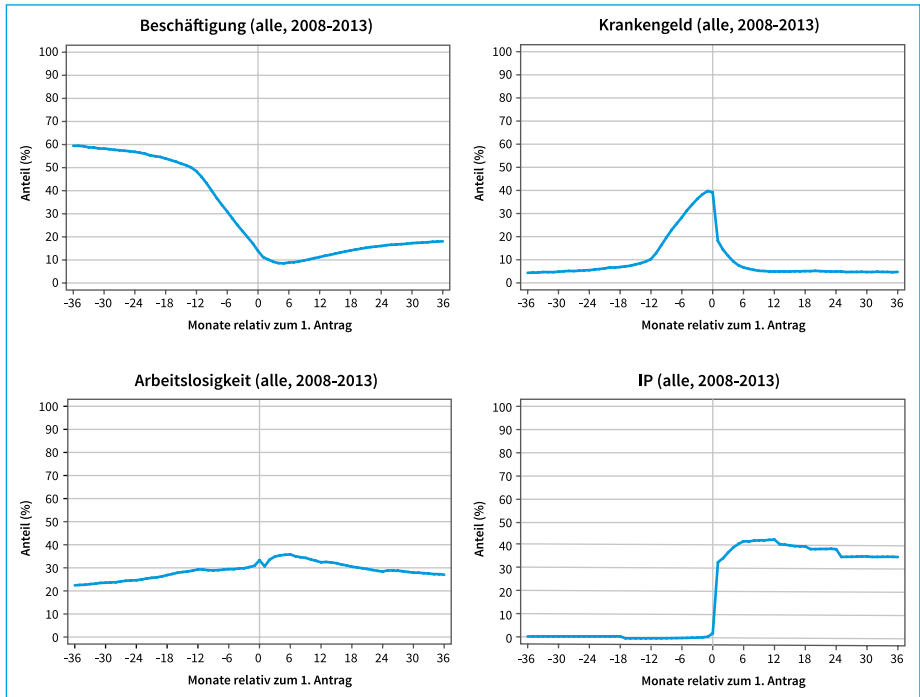 Beschäftigung (alle, 2008-2013)
Anteil (%)
100
90
80
70
60
50
40
30
20
10
0
-36 -30 -24 -18 -12 -6 0 6 12 18 24 30 36
Monate relativ zum 1. Antrag
Krankengeld (alle, 2008-2013)
Anteil (%)
100
90
80
70
60
50
40
30
20
10
0
-36 -30 -24 -18 -12 -6 0 6 12 18 24 30 36
Monate relativ zum 1. Antrag
Arbeitslosigkeit (alle, 2008-2013)
Anteil (%)
100
90
80
70
60
50
40
30
20
10
0
-36 -30 -24 -18 -12 -6 0 6 12 18 24 30 36
Monate relativ zum 1. Antrag
IP (alle, 2008-2013)
Anteil (%)
100
90
80
70
60
50
40
30
20
10
0
-36 -30 -24 -18 -12 -6 0 6 12 18 24 30 36
Monate relativ zum 1. Antrag